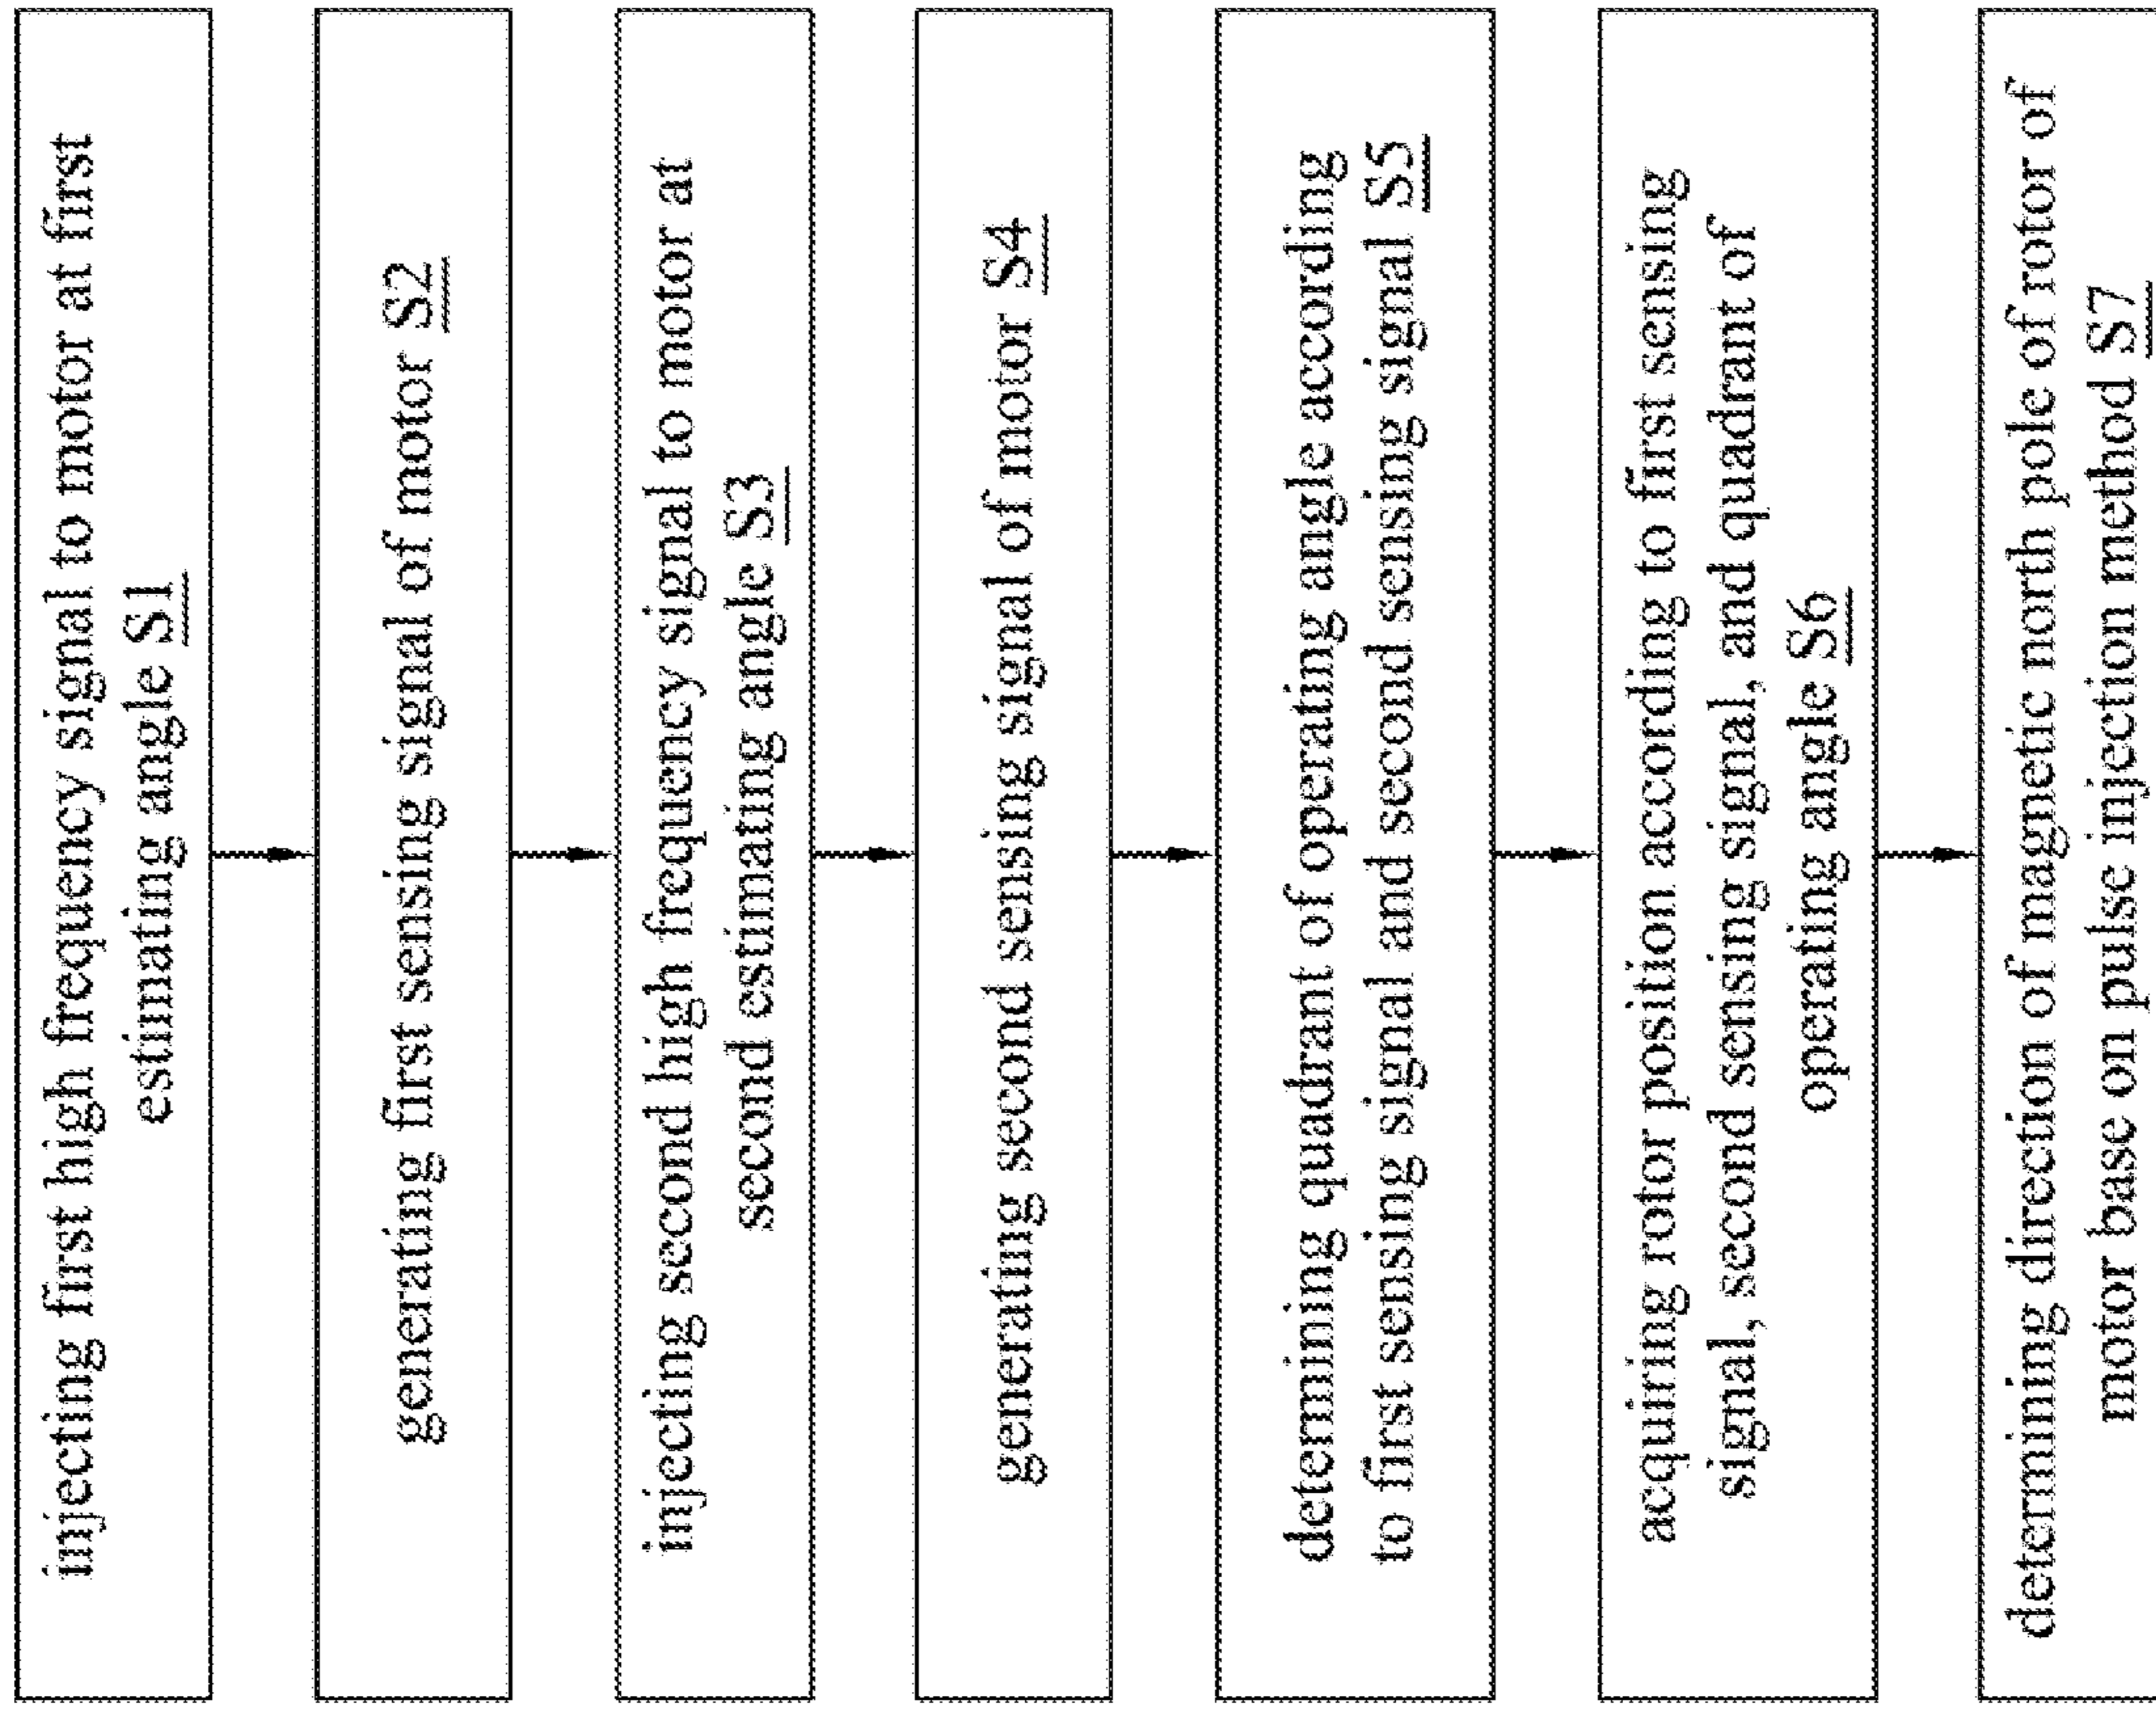 injecting first high frequency signal to motor at first
estimating angle S1
generating first sensing signal of motor S2
injecting second high frequency signal to motor at
second estimating angle S3
generating second sensing signal of motor S4
determining quadrant of operating angle according
to first sensing signal and second sensing signal S5
acquiring rotor position according to first sensing
signal, second sensing signal, and quadrant of
operating angle S6
determining direction of magnetic north pole of rotor of
motor base on pulse injection method S7